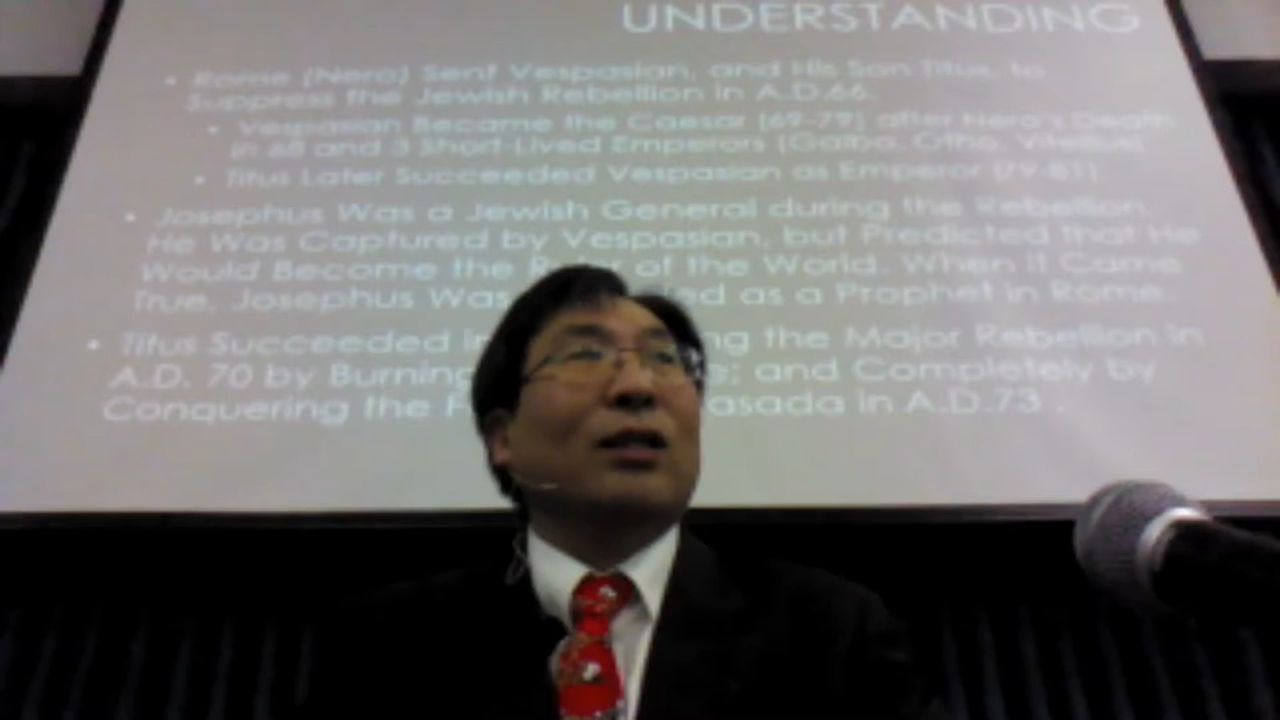 UNDERSTANDING
• Rome (Nero) Sent Vespasian, and His Son Titus, to
Suppress the Jewish Rebellion in A.D.66.
• Vespasian Became the Caesar (69-79) after Nero's Death
in 68 and 3 Short-Lived Emperors (Galba, Otho, Vitellius)
• Titus Later Succeeded Vespasian as Emperor (79-81)
• Josephus Was a Jewish General during the Rebellion.
He Was Captured by Vespasian, but Predicted that He
Would Become the of the World. When it Came
True, Josephus Was as a Prophet in Rome.
• Titus Succeeded the Major Rebellion in
A.D. 70 by Burning and Completely by
Conquering the in A.D.73 .